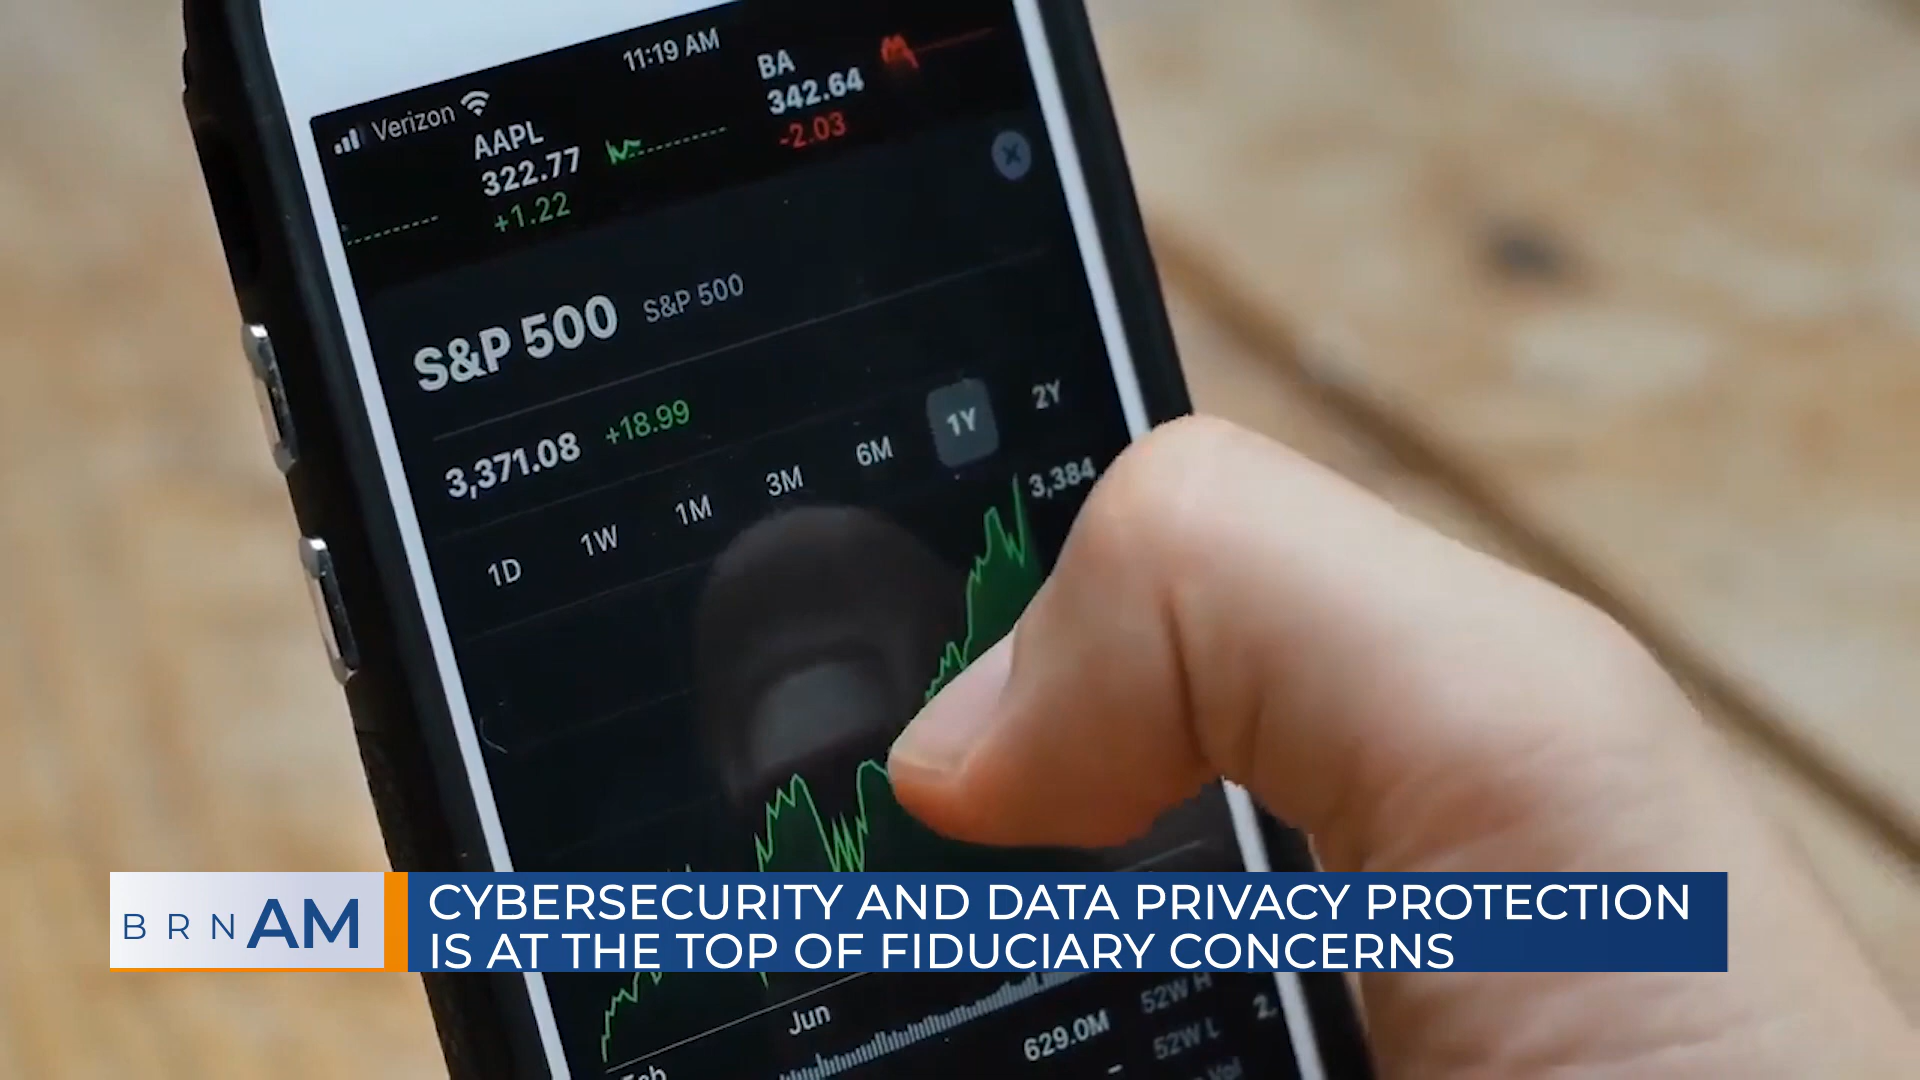 11:19 AM
Verizon
AAPL
322.77
+1.22
BA
342.64
-2.03
S&P 500 S&P 500
3,371.08 +18.99
1D 1W 1M 3M 6M 1Y 2Y
3,384
BRN AM
CYBERSECURITY AND DATA PRIVACY PROTECTION
IS AT THE TOP OF FIDUCIARY CONCERNS
Jun
629.0M
52W H
52W L
2.
Vol